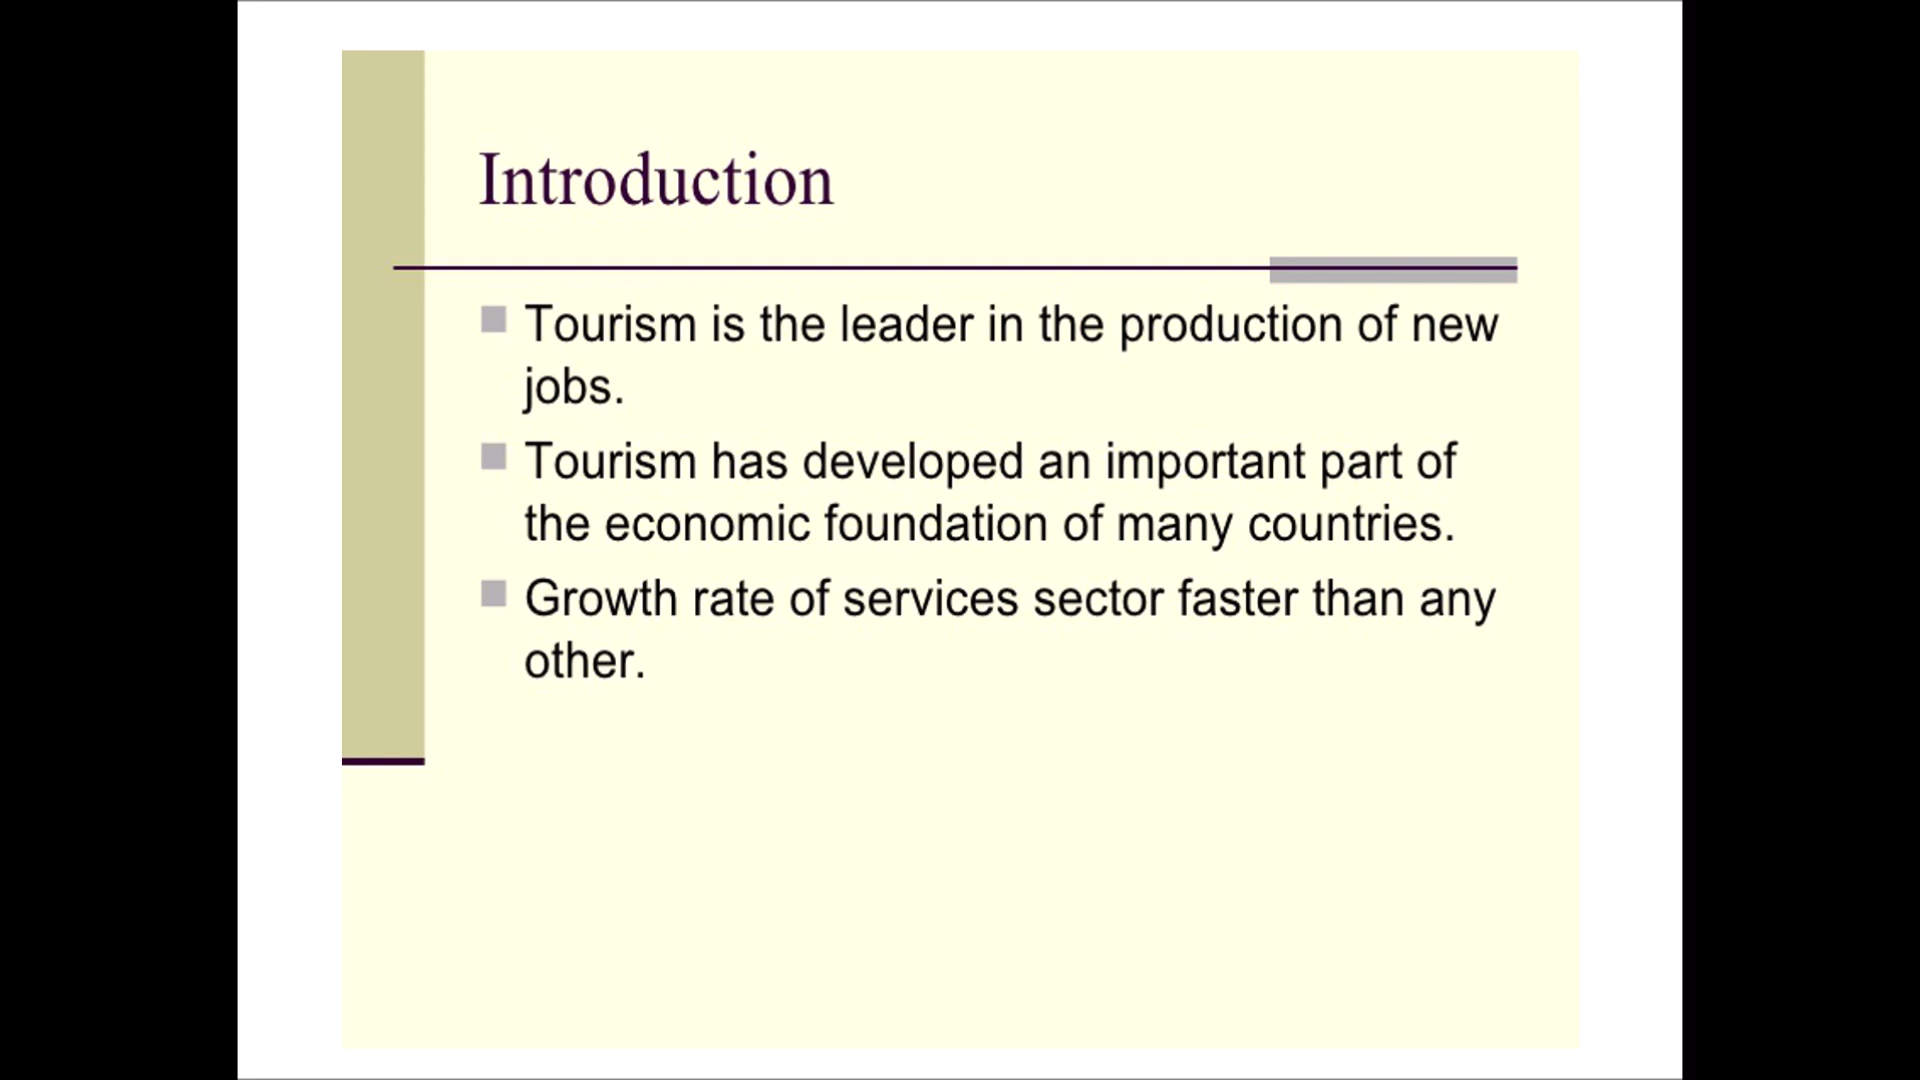 Introduction
Tourism is the leader in the production of new
jobs.
Tourism has developed an important part of
the economic foundation of many countries.
Growth rate of services sector faster than any
other.